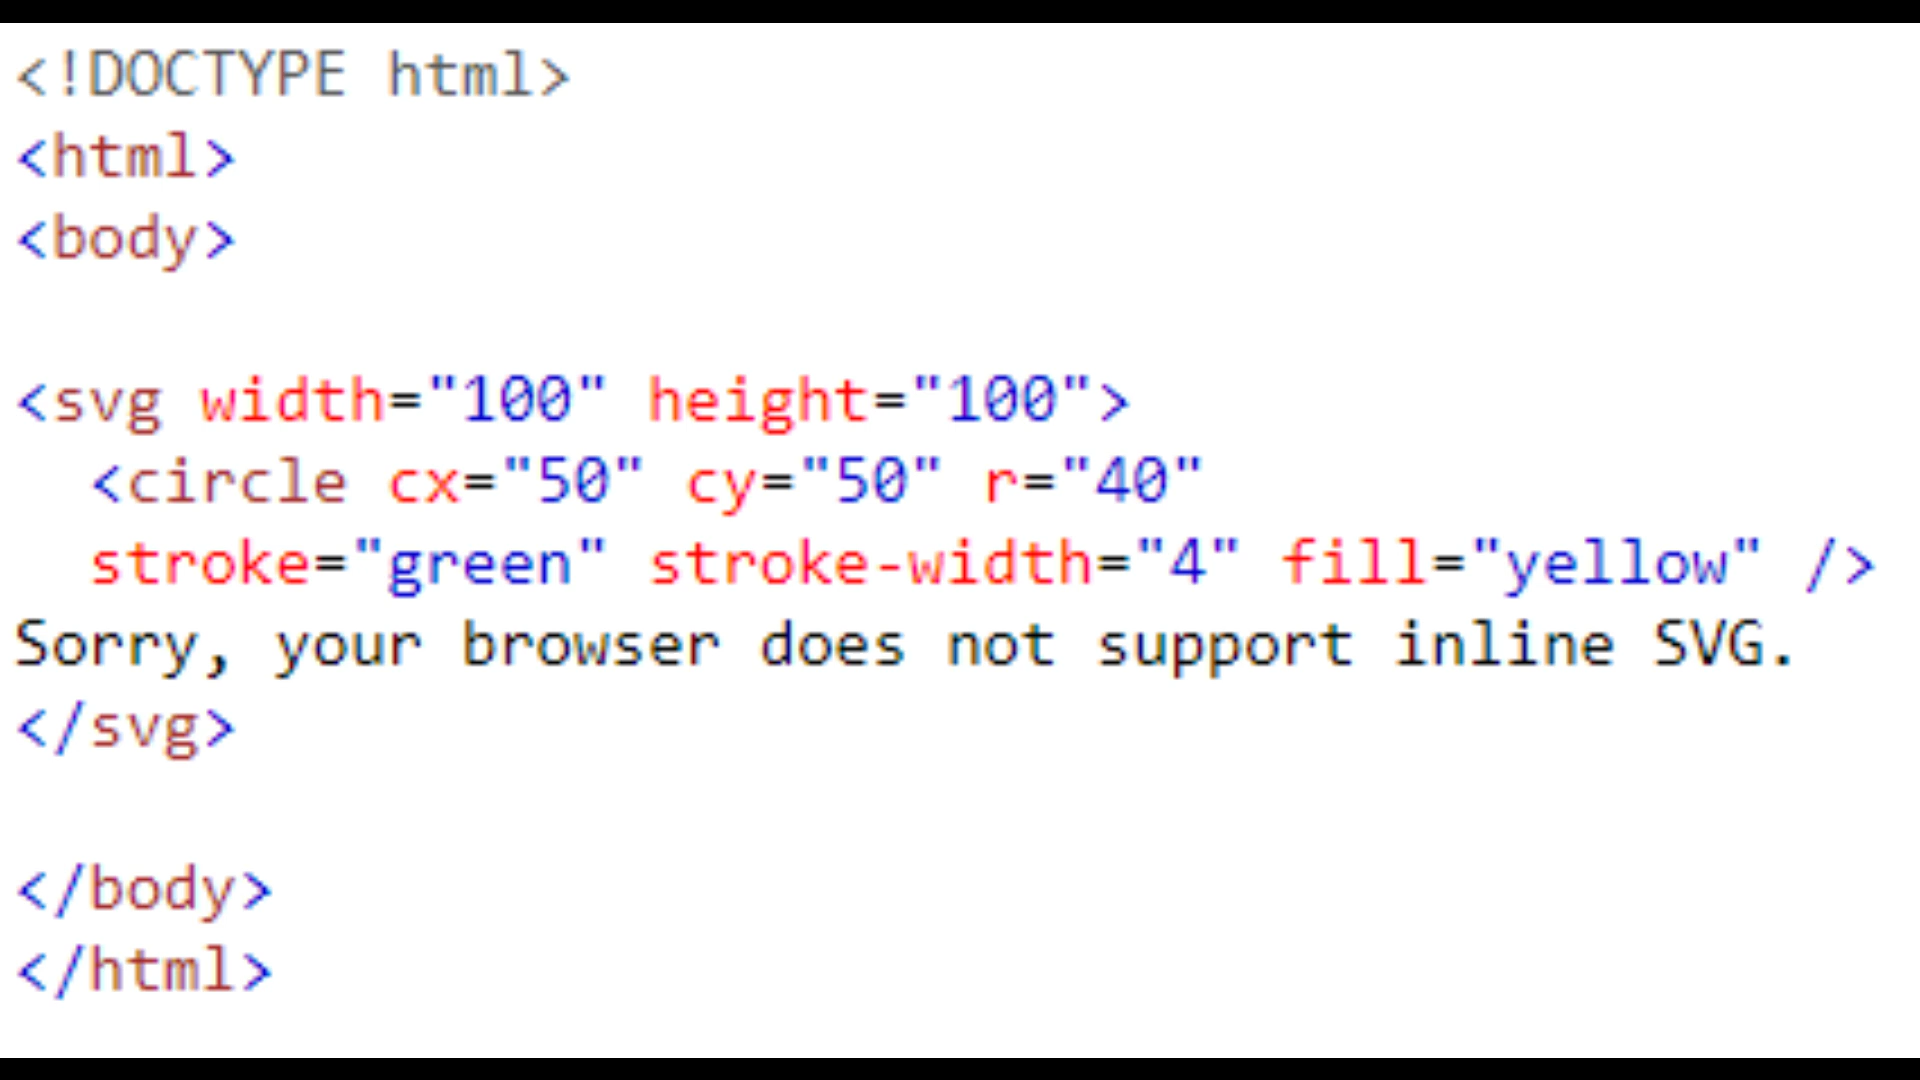 <!DOCTYPE html>
<html>
<body>
<svg width="100" height="100">
<circle cx="50" cy="50" r="40"
stroke="green" stroke-width="4" fill="yellow" />
Sorry, your browser does not support inline SVG.
</svg>
</body>
</html>